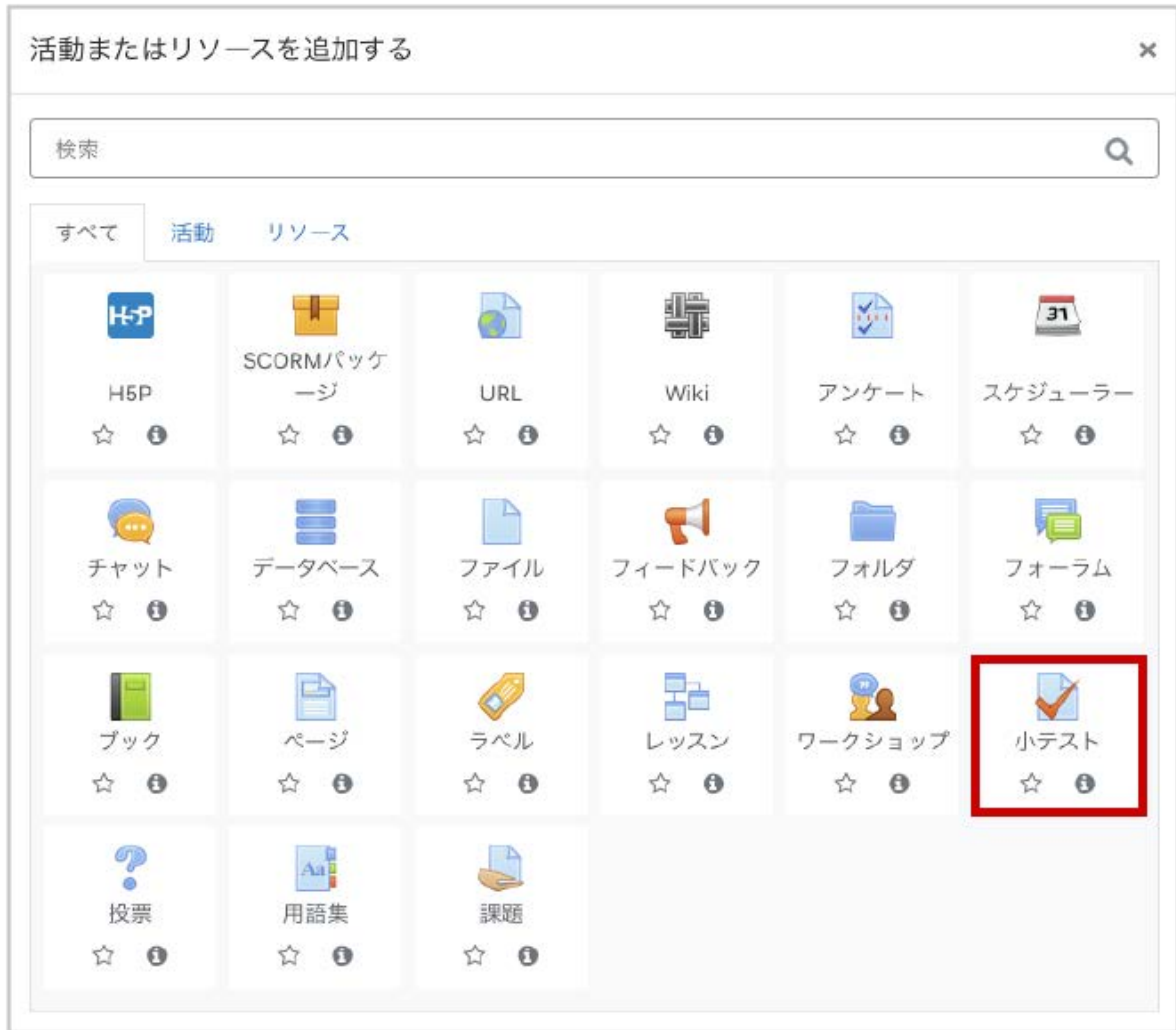 活動またはリソースを追加する
検索
すべて 活動 リソース
H5P
31
SCORMパッケ
ージ
H5P URL Wiki アンケート スケジューラー
チャット データベース ファイル フィードバック フォルダ フォーラム
ブック ページ ラベル レッスン ワークショップ 小テスト
Aa
投票 用語集 課題